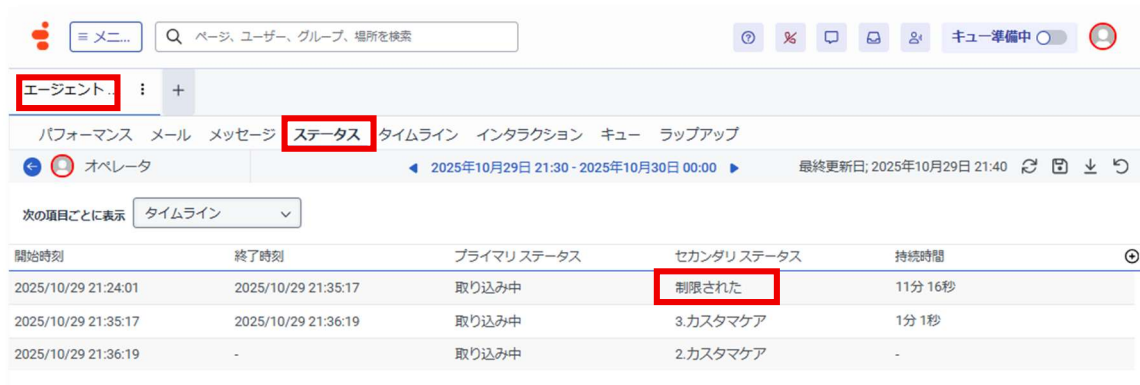 ≡ メニ...
ページ、ユーザー、グループ、場所を検索
キュー準備中
エージェント...
パフォーマンス メール メッセージ ステータス タイムライン インタラクション キュー ラップアップ
オペレータ 2025年10月29日 21:30 - 2025年10月30日 00:00 最終更新日; 2025年10月29日 21:40
次の項目ごとに表示 タイムライン
開始時刻 終了時刻 プライマリ ステータス セカンダリ ステータス 持続時間
2025/10/29 21:24:01 2025/10/29 21:35:17 取り込み中 制限された 11分 16秒
2025/10/29 21:35:17 2025/10/29 21:36:19 取り込み中 3.カスタマケア 1分 1秒
2025/10/29 21:36:19 - 取り込み中 2.カスタマケア -